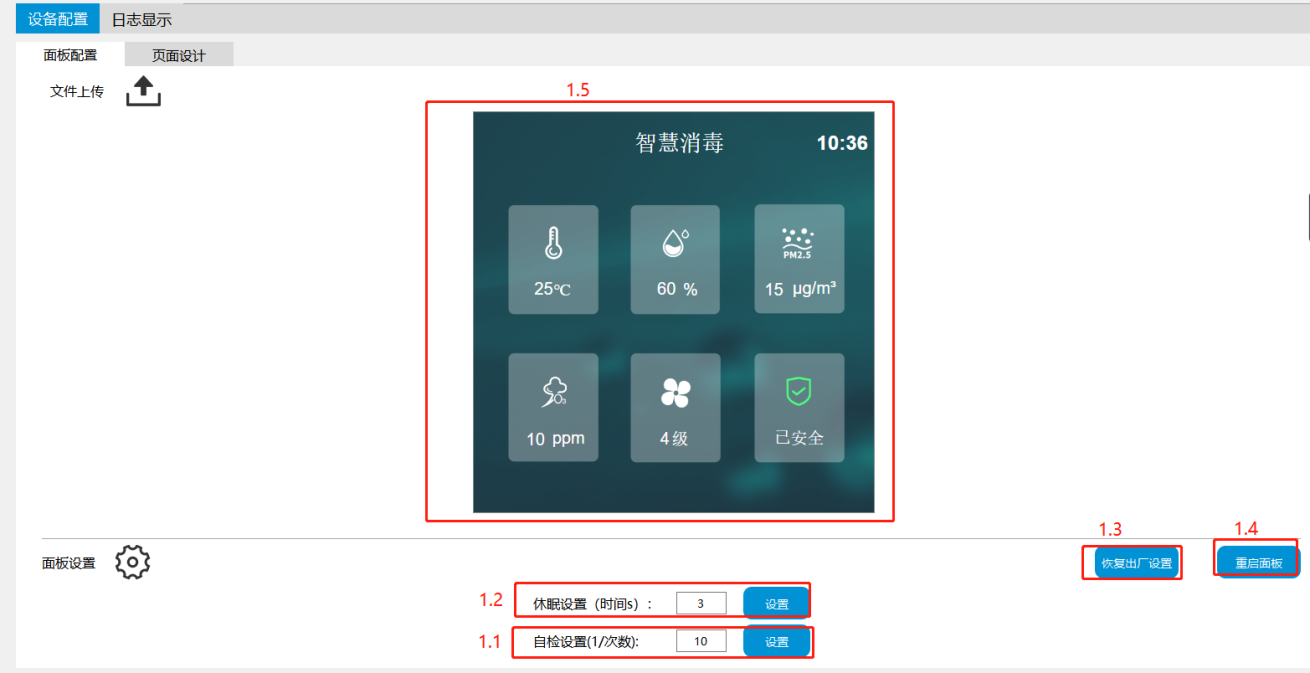 设备配置 日志显示
面板配置 页面设计
文件上传
1.5
智慧消毒 10:36
PM2.5
25℃ 60 % 15 μg/m³
O₃
10 ppm 4级 已安全
1.3 1.4
面板设置 恢复出厂设置 重启面板
1.2 休眠设置（时间s）： 3 设置
1.1 自检设置(1/次数): 10 设置